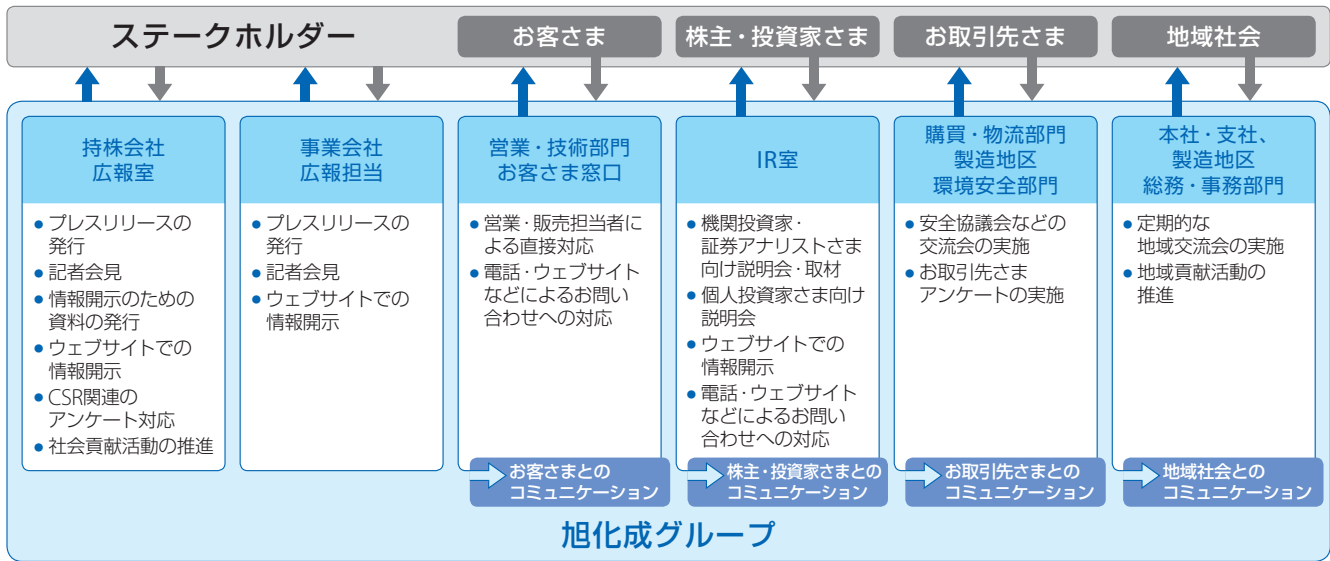 ステークホルダー
お客さま
株主・投資家さま
お取引先さま
地域社会
持株会社
広報室
● プレスリリースの
発行
● 記者会見
● 情報開示のための
資料の発行
● ウェブサイトでの
情報開示
● CSR関連の
アンケート対応
● 社会貢献活動の推進
事業会社
広報担当
● プレスリリースの
発行
● 記者会見
● ウェブサイトでの
情報開示
営業・技術部門
お客さま窓口
● 営業・販売担当者に
よる直接対応
● 電話・ウェブサイト
などによるお問い
合わせへの対応
お客さまとの
コミュニケーション
IR室
● 機関投資家・
証券アナリストさま
向け説明会・取材
● 個人投資家さま向け
説明会
● ウェブサイトでの
情報開示
● 電話・ウェブサイト
などによるお問い
合わせへの対応
株主・投資家さまとの
コミュニケーション
購買・物流部門
製造地区
環境安全部門
● 安全協議会などの
交流会の実施
● お取引先さま
アンケートの実施
お取引先さまとの
コミュニケーション
本社・支社、
製造地区
総務・事務部門
● 定期的な
地域交流会の実施
● 地域貢献活動の
推進
地域社会との
コミュニケーション
旭化成グループ